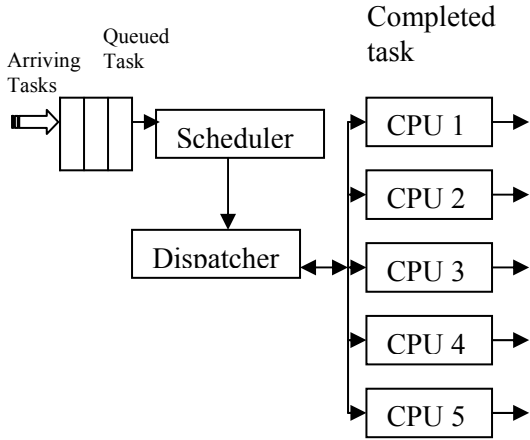 Completed
task
Queued
Task
Arriving
Tasks
Scheduler
Dispatcher
CPU 1
CPU 2
CPU 3
CPU 4
CPU 5